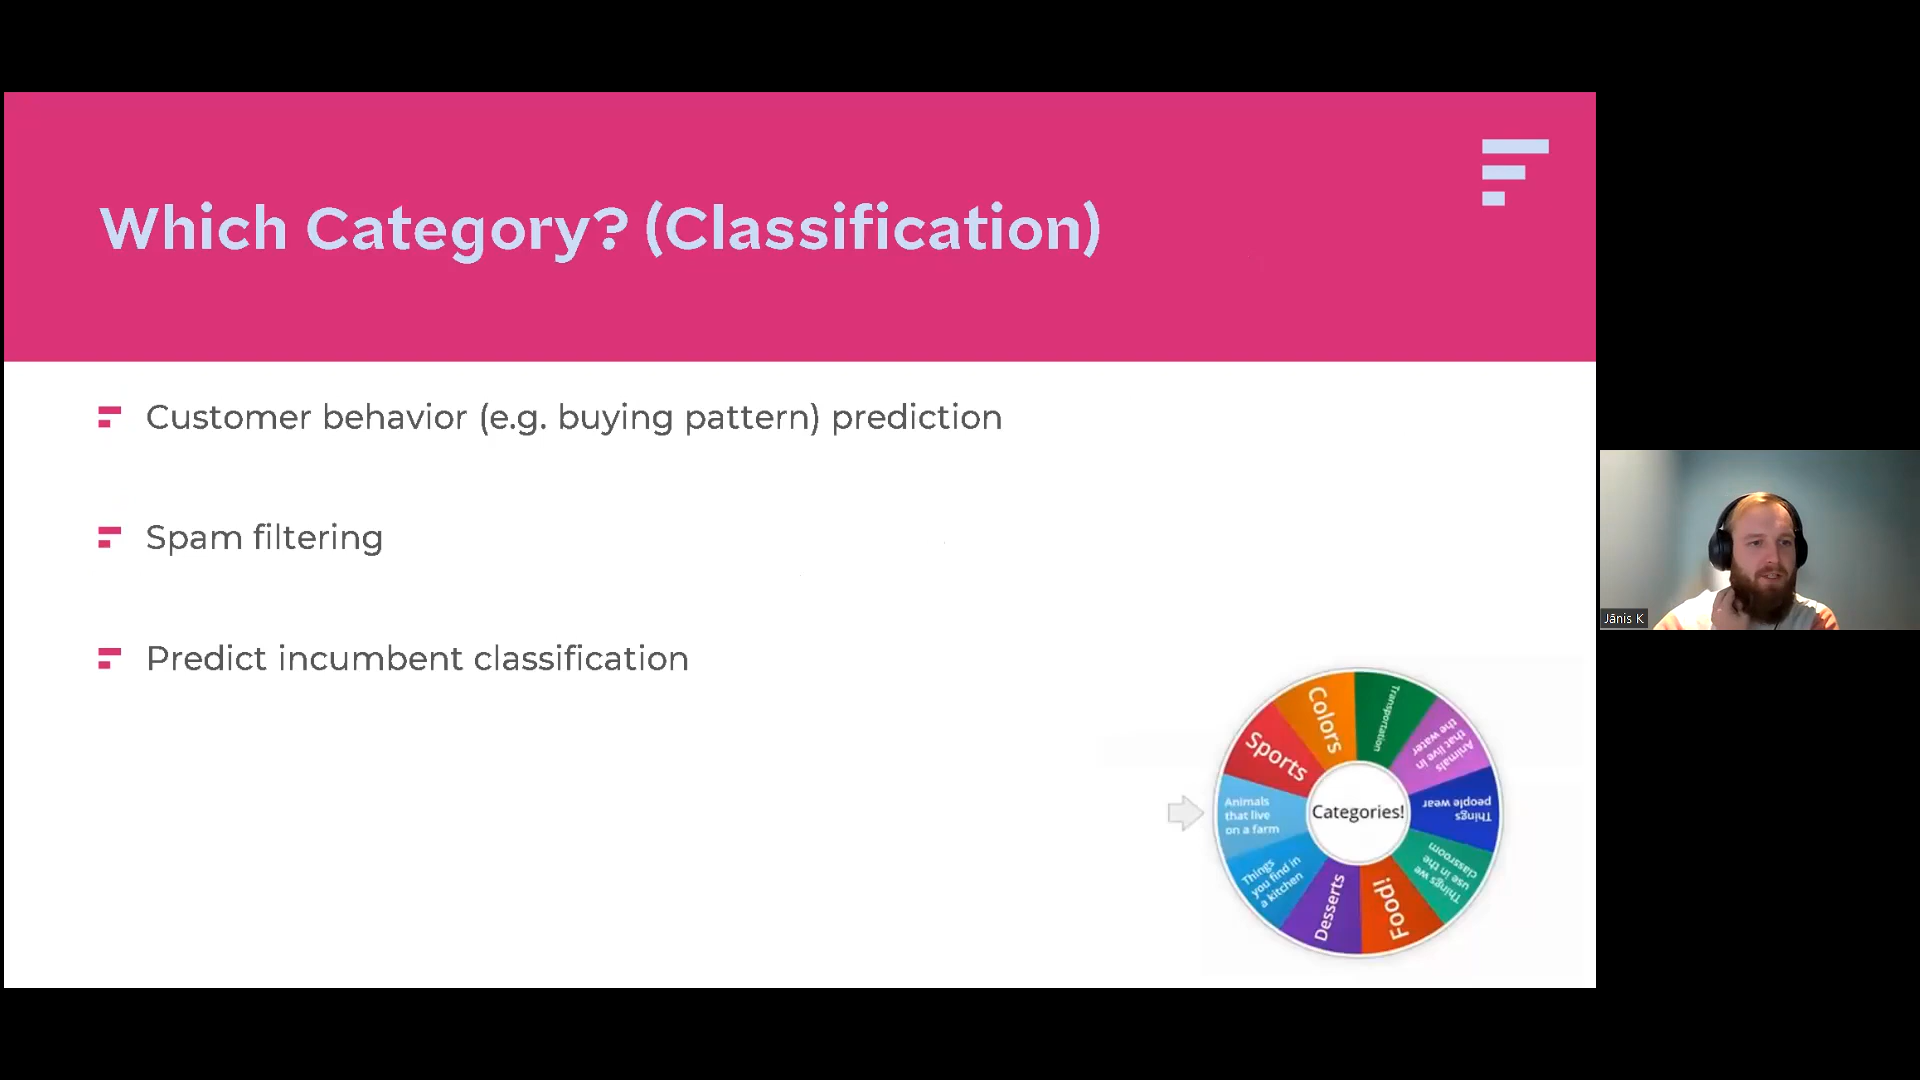 Which Category? (Classification)
Customer behavior (e.g. buying pattern) prediction
Spam filtering
Predict incumbent classification
Jānis K
Categories!
Colors
Transportation
Animals
that live in
the water
Things
people wear
Things we
use in the
classroom
Food!
Desserts
Things
you find in
a kitchen
Animals
that live
on a farm
Sports